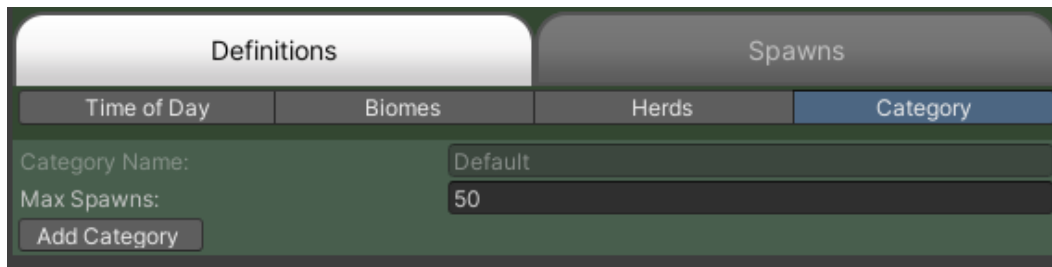 Definitions Spawns
Time of Day Biomes Herds Category
Category Name: Default
Max Spawns: 50
Add Category